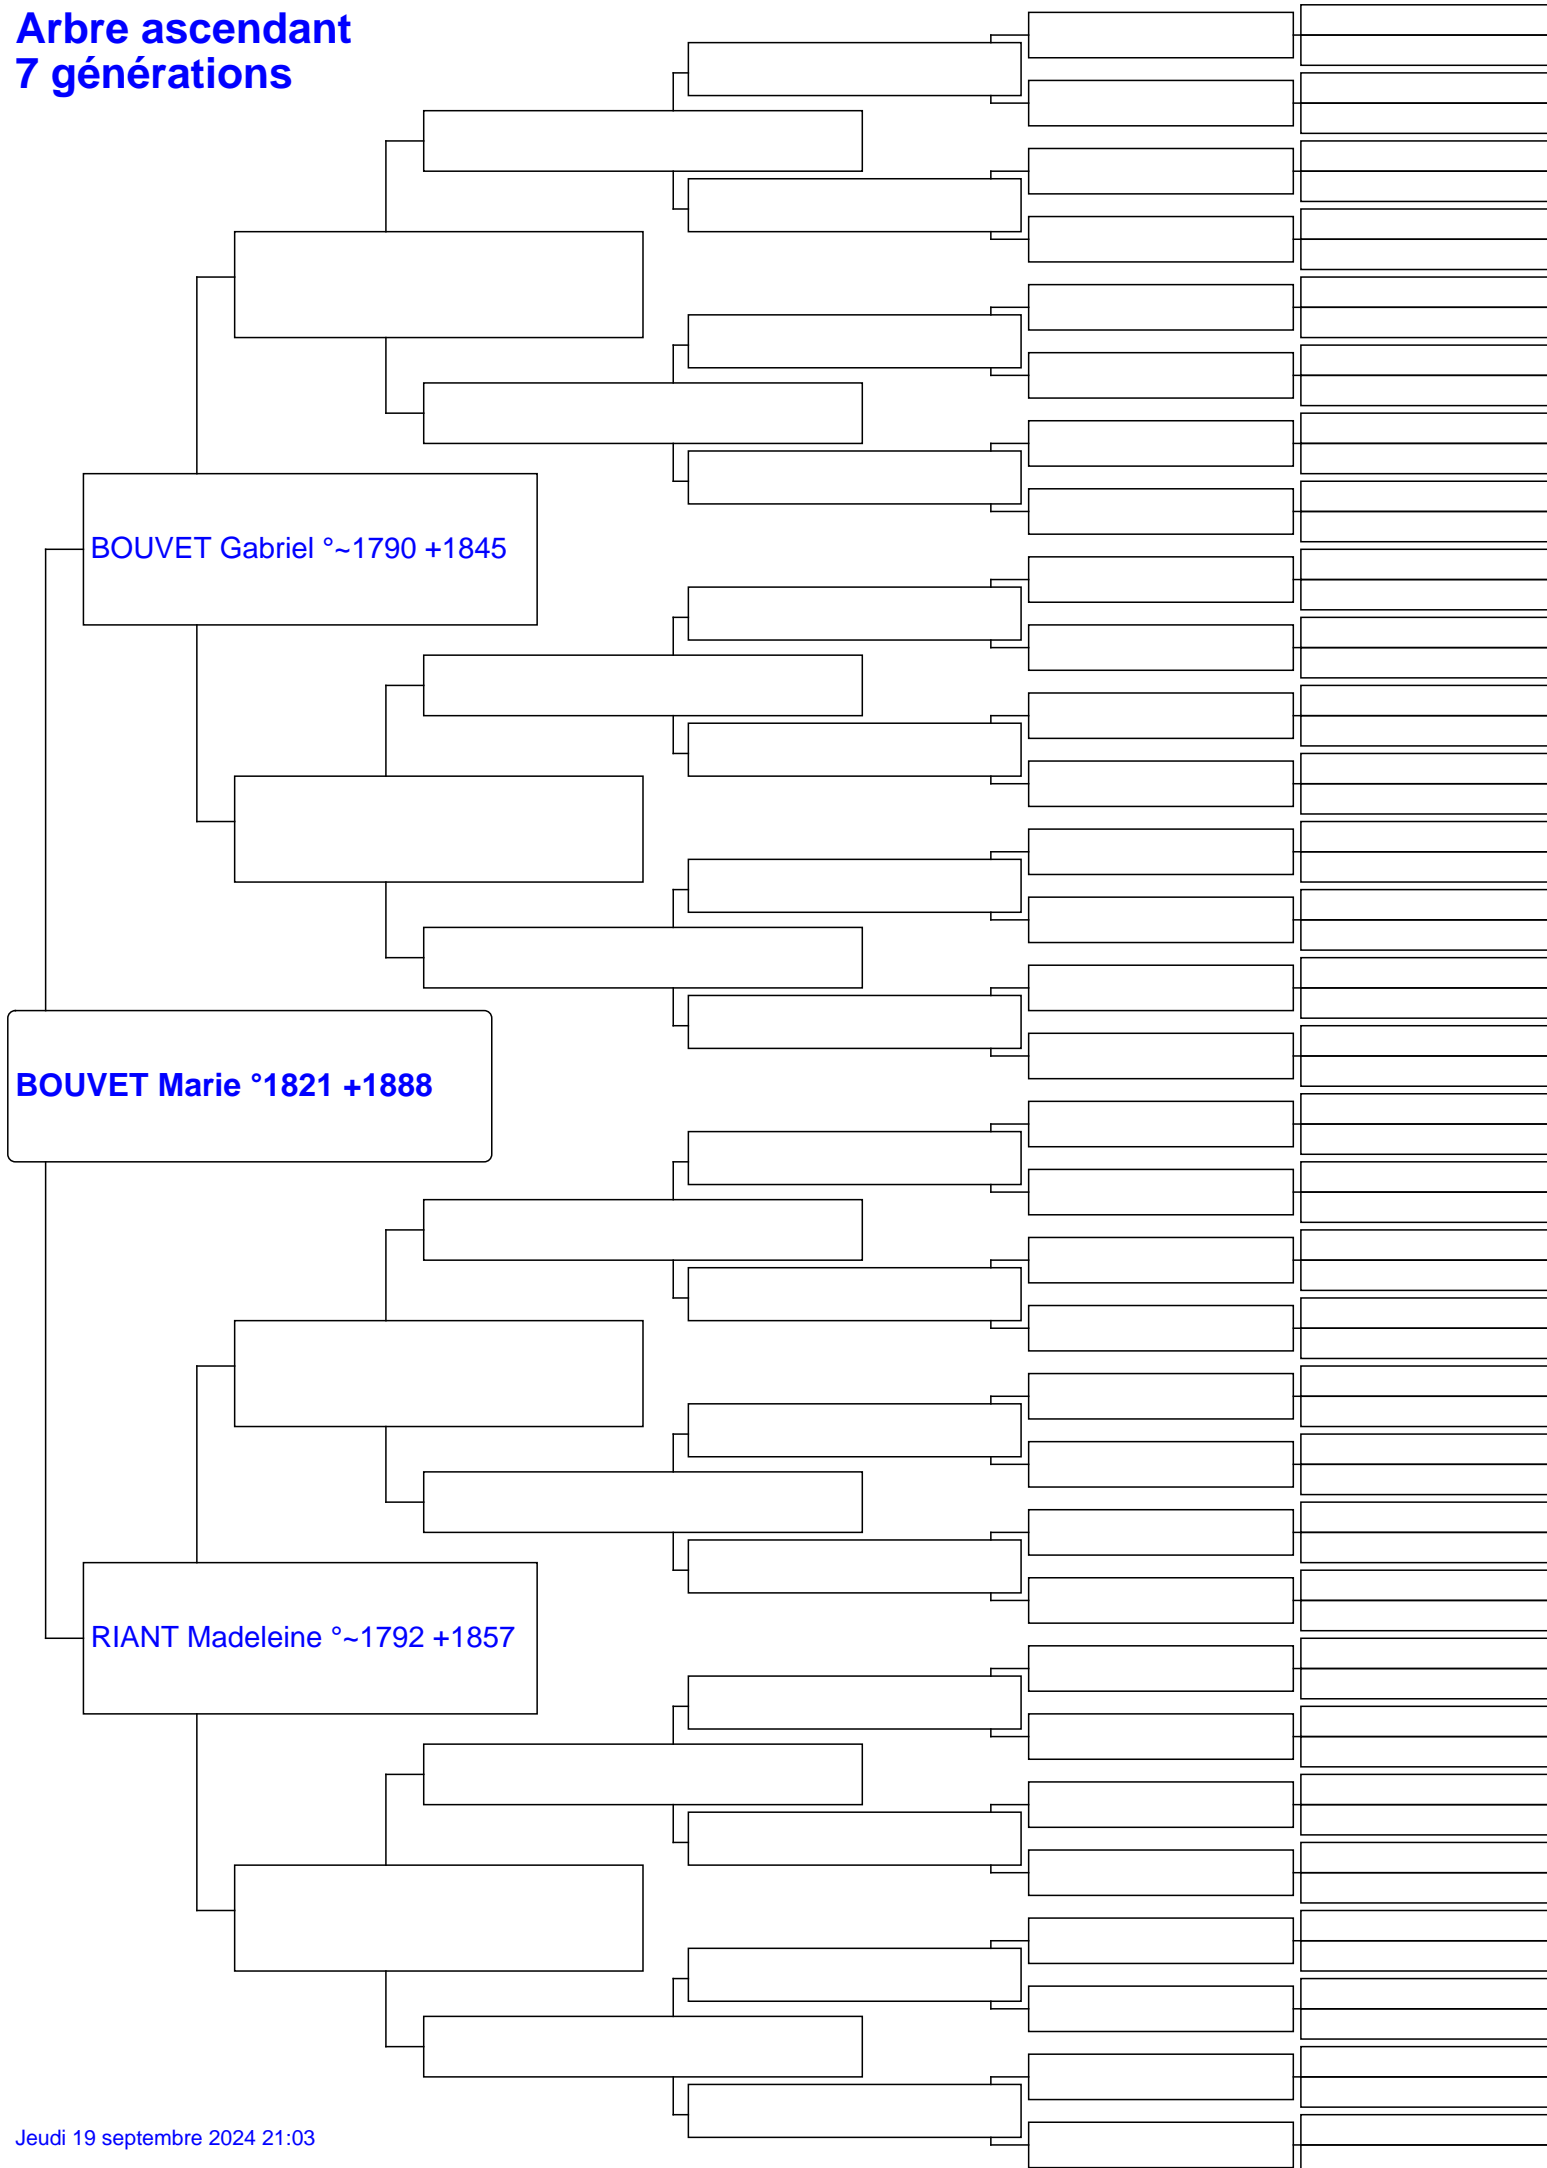 Arbre ascendant
7 générations
BOUVET Gabriel °~1790 +1845
BOUVET Marie °1821 +1888
RIANT Madeleine °~1792 +1857
Jeudi 19 septembre 2024 21:03